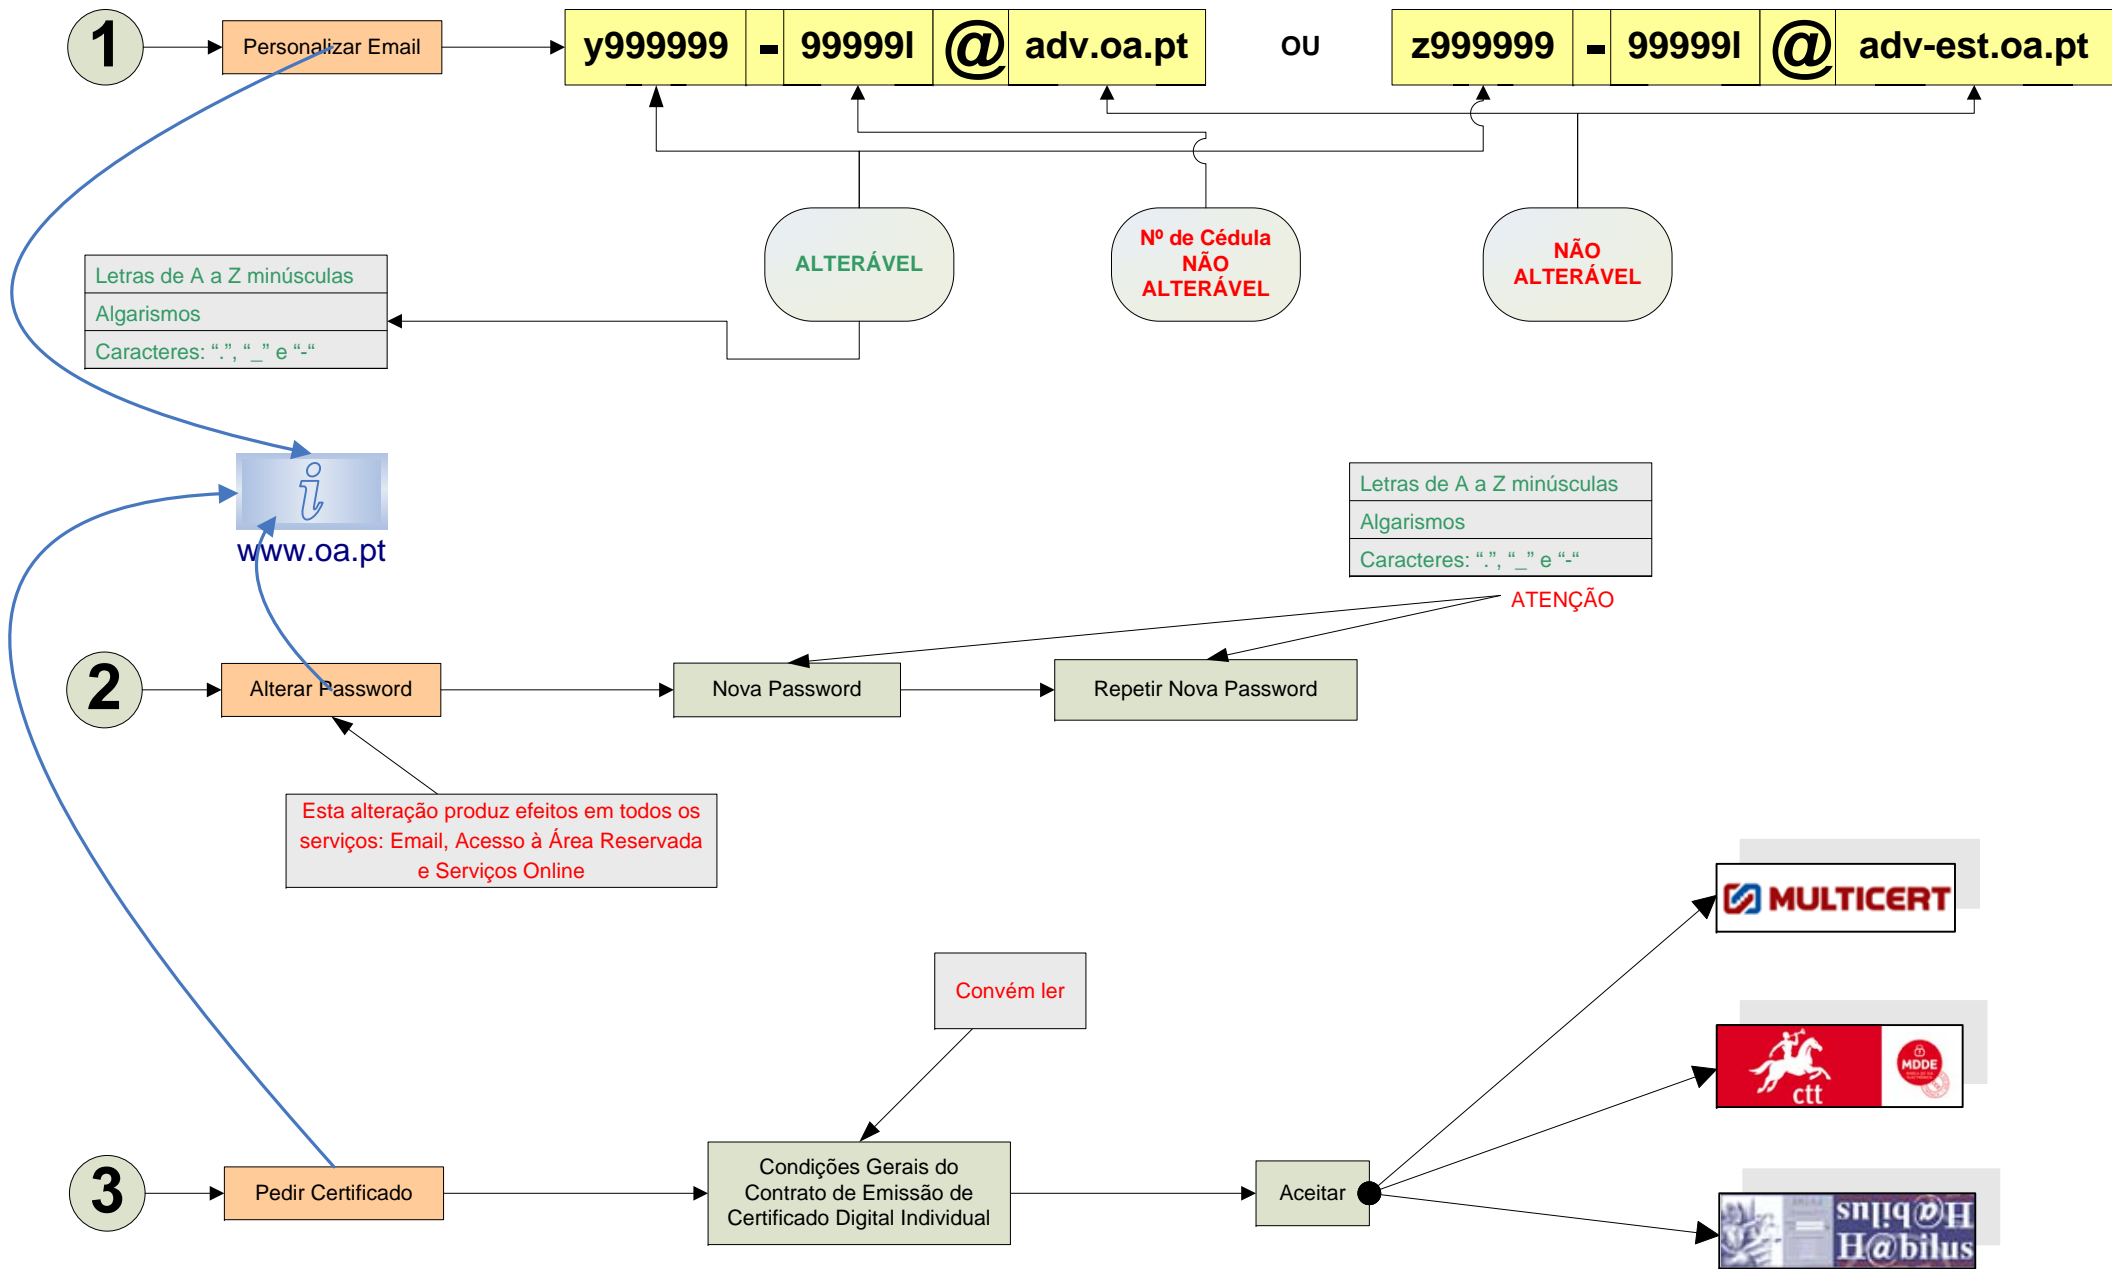 1
Personalizar Email
y999999 - 99999l @ adv.oa.pt
OU
z999999 - 99999l @ adv-est.oa.pt
ALTERÁVEL
Nº de Cédula
NÃO
ALTERÁVEL
NÃO
ALTERÁVEL
Letras de A a Z minúsculas
Algarismos
Caracteres: “.”, “_” e “-“
i
www.oa.pt
Letras de A a Z minúsculas
Algarismos
Caracteres: “.”, “_” e “-“
ATENÇÃO
2
Alterar Password
Nova Password
Repetir Nova Password
Esta alteração produz efeitos em todos os
serviços: Email, Acesso à Área Reservada
e Serviços Online
MULTICERT
Convém ler
ctt
MDDE
3
Pedir Certificado
Condições Gerais do
Contrato de Emissão de
Certificado Digital Individual
Aceitar
H@bilus
H@bilus